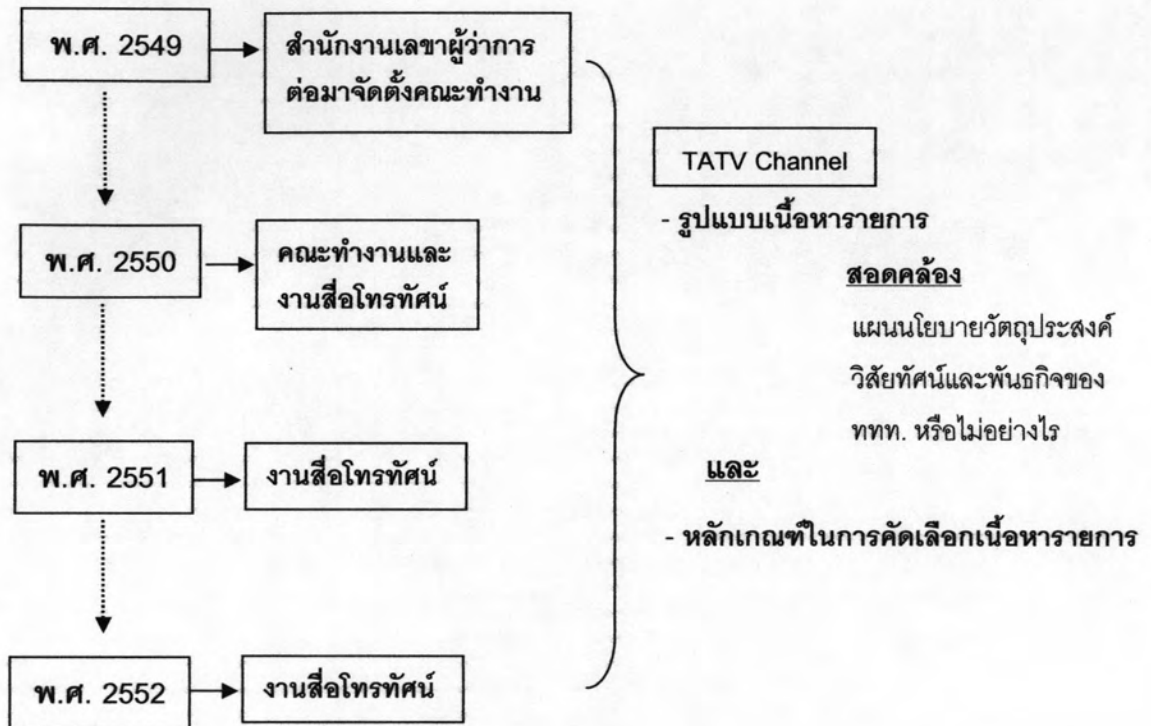 พ.ศ. 2549
สำนักงานเลขาผู้ว่าการ
ต่อมาจัดตั้งคณะทำงาน
พ.ศ. 2550
คณะทำงานและ
งานสื่อโทรทัศน์
พ.ศ. 2551
งานสื่อโทรทัศน์
พ.ศ. 2552
งานสื่อโทรทัศน์
TATV Channel
- รูปแบบเนื้อหารายการ
สอดคล้อง
แผนนโยบายวัตถุประสงค์
วิสัยทัศน์และพันธกิจของ
ททท. หรือไม่อย่างไร
และ
- หลักเกณฑ์ในการคัดเลือกเนื้อหารายการ